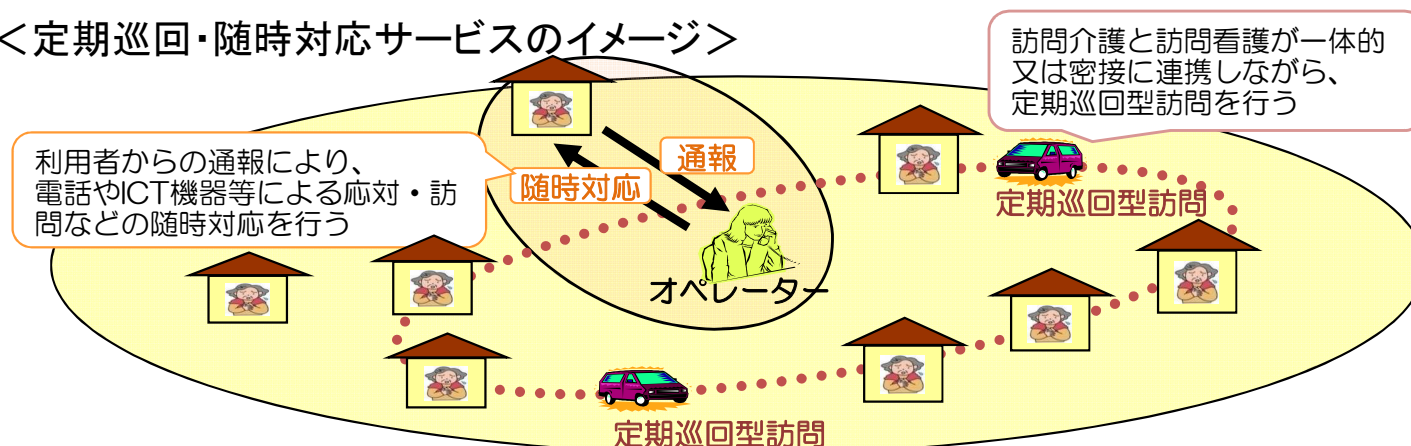 ＜定期巡回・随時対応サービスのイメージ＞
訪問介護と訪問看護が一体的
又は密接に連携しながら、
定期巡回型訪問を行う
利用者からの通報により、
電話やICT機器等による応対・訪
問などの随時対応を行う
通報
随時対応
定期巡回型訪問
オペレーター
定期巡回型訪問